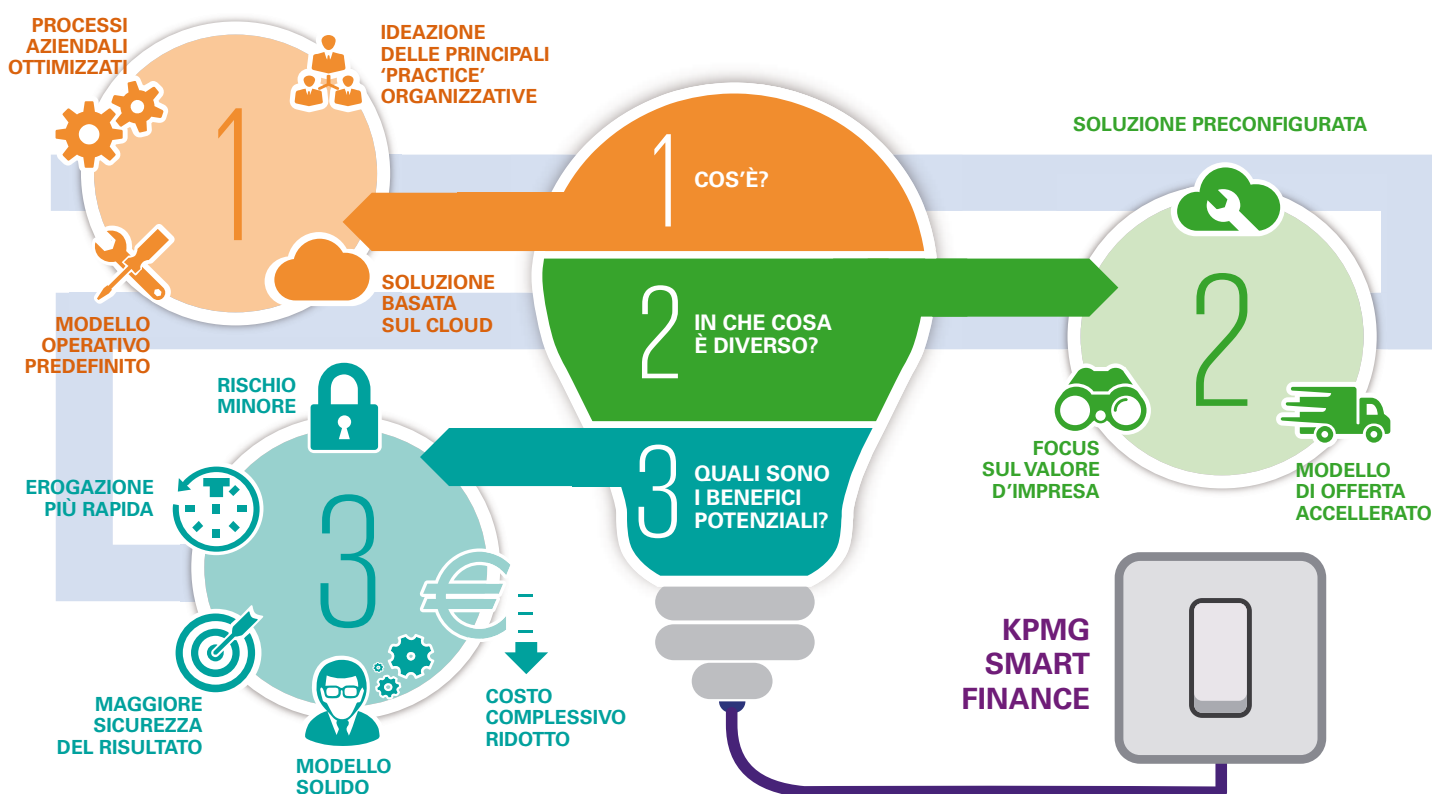 PROCESSI
AZIENDALI
OTTIMIZZATI
1
IDEAZIONE
DELLE PRINCIPALI
‘PRACTICE’
ORGANIZZATIVE
MODELLO
OPERATIVO
PREDEFINITO
SOLUZIONE
BASATA
SUL CLOUD
1
COS’È?
2
IN CHE COSA
È DIVERSO?
3
QUALI SONO
I BENEFICI
POTENZIALI?
SOLUZIONE PRECONFIGURATA
2
FOCUS
SUL VALORE
D’IMPRESA
MODELLO
DI OFFERTA
ACCELLERATO
RISCHIO
MINORE
EROGAZIONE
PIÙ RAPIDA
3
€
MAGGIORE
SICUREZZA
DEL RISULTATO
MODELLO
SOLIDO
COSTO
COMPLESSIVO
RIDOTTO
KPMG
SMART
FINANCE